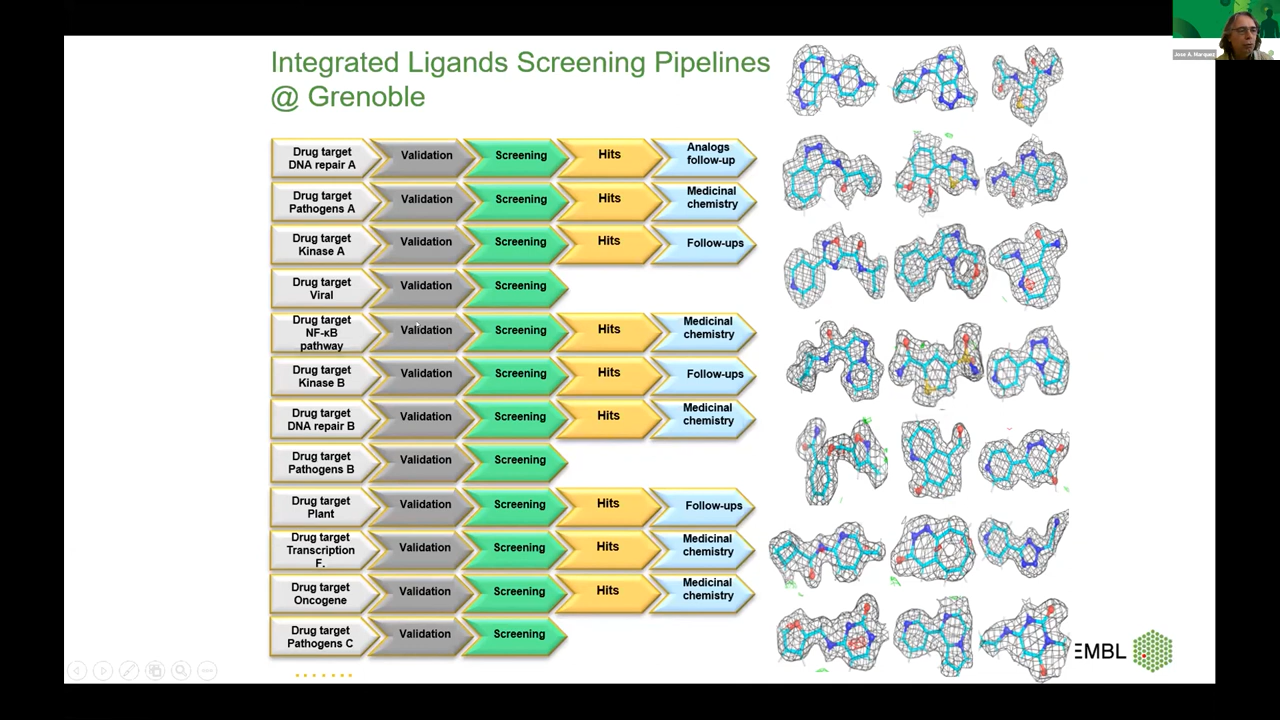 Integrated Ligands Screening Pipelines
@ Grenoble
Drug target
DNA repair A
Validation
Screening
Hits
Analogs
follow-up
Drug target
Pathogens A
Validation
Screening
Hits
Medicinal
chemistry
Drug target
Kinase A
Validation
Screening
Hits
Follow-ups
Drug target
Viral
Validation
Screening
Drug target
NF-κB
pathway
Validation
Screening
Hits
Medicinal
chemistry
Drug target
Kinase B
Validation
Screening
Hits
Follow-ups
Drug target
DNA repair B
Validation
Screening
Hits
Medicinal
chemistry
Drug target
Pathogens B
Validation
Screening
Drug target
Plant
Validation
Screening
Hits
Follow-ups
Drug target
Transcription
F.
Validation
Screening
Hits
Medicinal
chemistry
Drug target
Oncogene
Validation
Screening
Hits
Medicinal
chemistry
Drug target
Pathogens C
Validation
Screening
EMBL
Jose A. Marquez